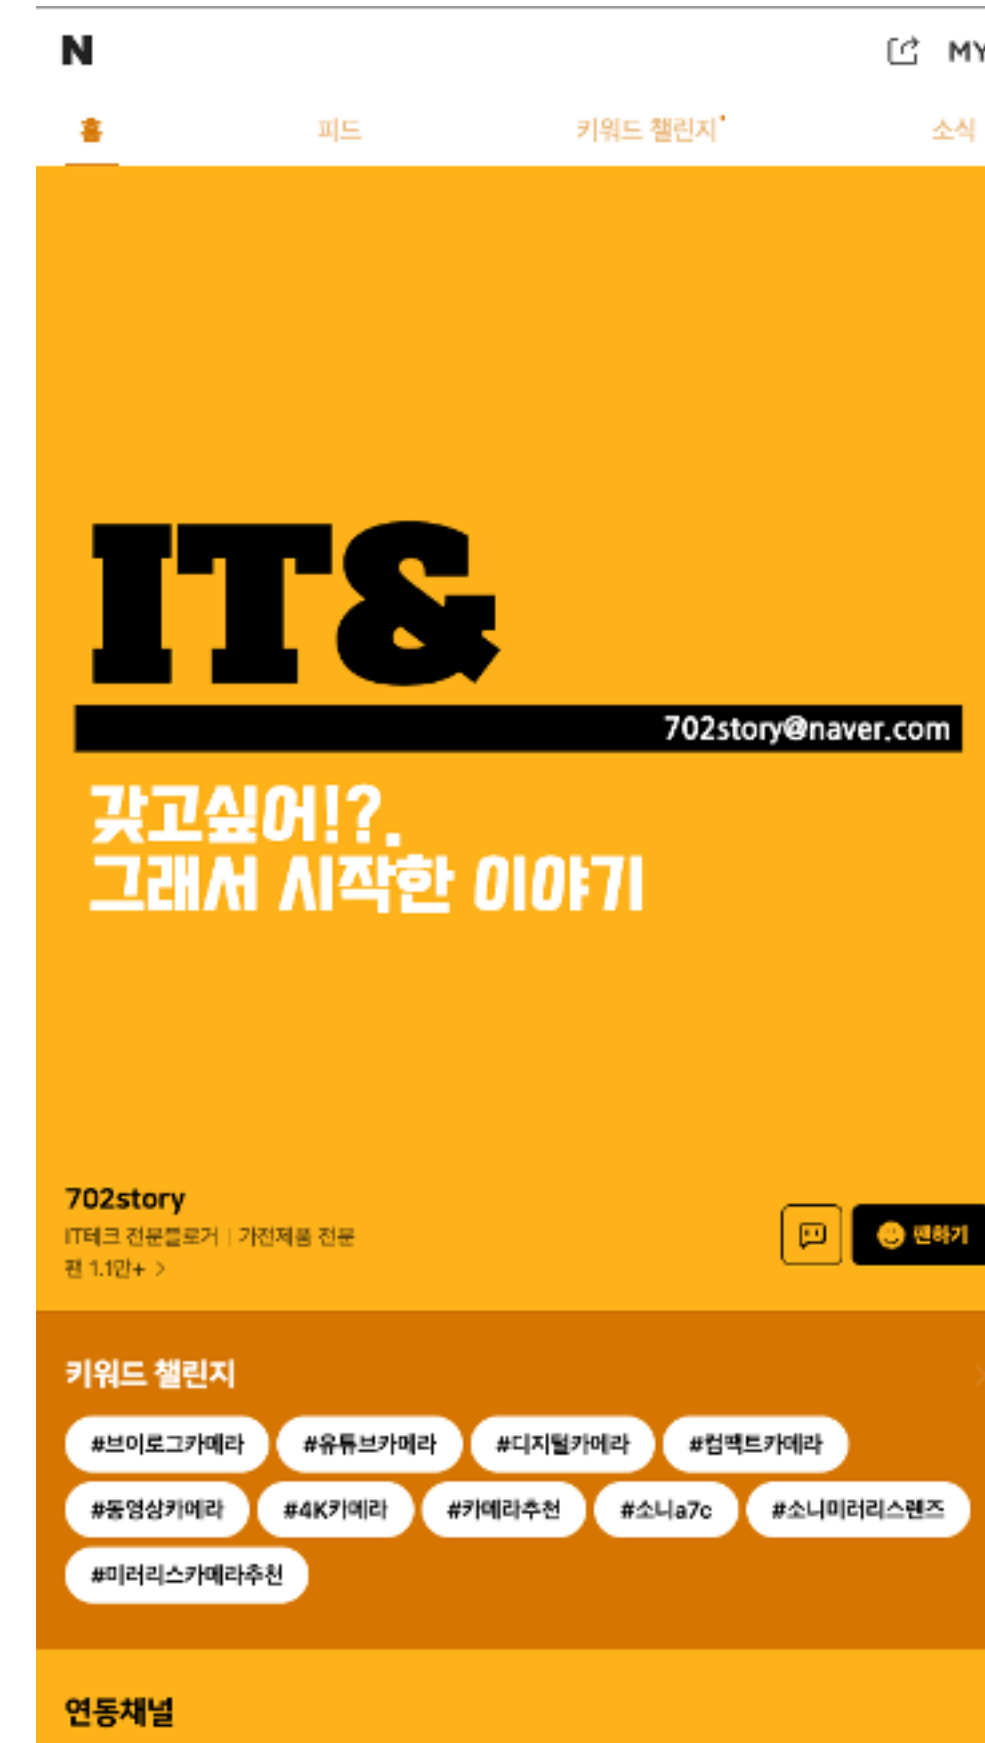 N MY
홈 피드 키워드 챌린지 소식
IT&
702story@naver.com
갖고싶어!?.
그래서 시작한 이야기
702story
IT테크 전문블로거 | 가전제품 전문
팬 1.1만+ >
팬하기
키워드 챌린지
#브이로그카메라 #유튜브카메라 #디지털카메라 #컴팩트카메라
#동영상카메라 #4K카메라 #카메라추천 #소니a7c #소니미러리스렌즈
#미러리스카메라추천
연동채널